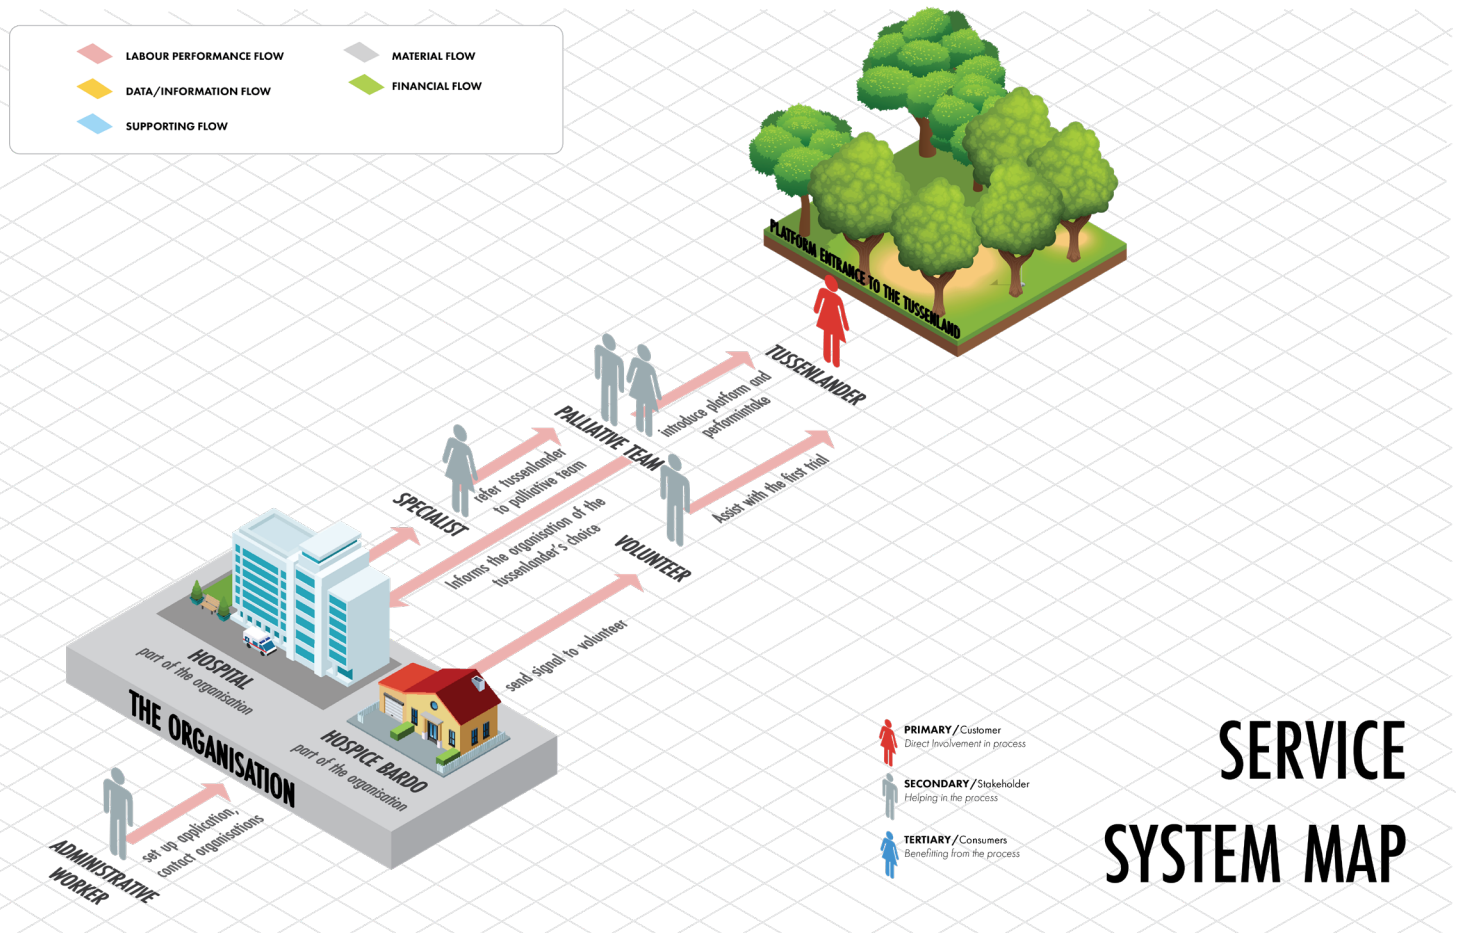 LABOUR PERFORMANCE FLOW
DATA/INFORMATION FLOW
SUPPORTING FLOW
MATERIAL FLOW
FINANCIAL FLOW
PLATFORM ENTRANCE TO THE TUSSENLAND
TUSSENLANDER
introduce platform and
performintake
PALLIATIVE TEAM
refer tussenlander
to palliative team
SPECIALIST
Informs the organisation of the
tussenlander's choice
Assist with the first trial
VOLUNTEER
send signal to volunteer
HOSPITAL
part of the organisation
THE ORGANISATION
HOSPICE BARDO
part of the organisation
set up application,
contact organisations
ADMINISTRATIVE
WORKER
PRIMARY/Customer
Direct Involvement in process
SECONDARY/Stakeholder
Helping in the process
TERTIARY/Consumers
Benefitting from the process
SERVICE
SYSTEM MAP